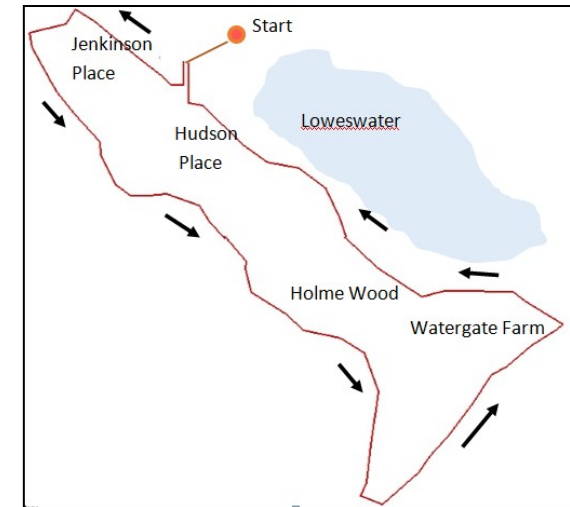 Start
Jenkinson
Place
Loweswater
Hudson
Place
Holme Wood
Watergate Farm